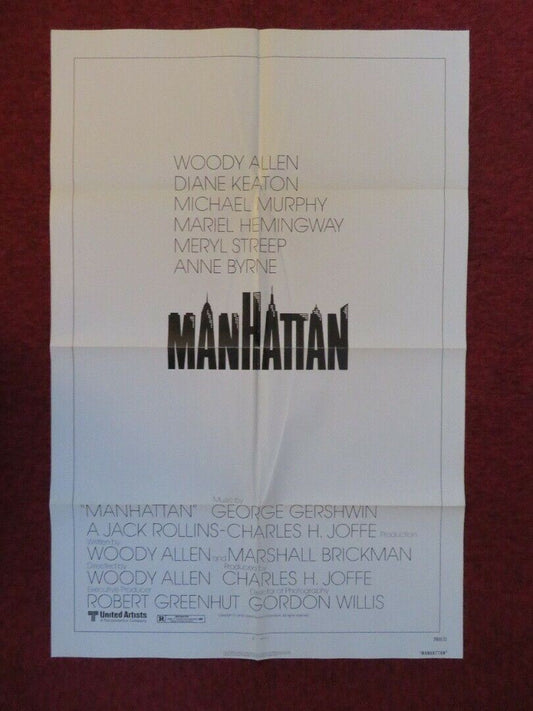 WOODY ALLEN
DIANE KEATON
MICHAEL MURPHY
MARIEL HEMINGWAY
MERYL STREEP
ANNE BYRNE
MANHATTAN
Music by
"MANHATTAN" GEORGE GERSHWIN
A JACK ROLLINS-CHARLES H. JOFFE Production
Written by
WOODY ALLEN and MARSHALL BRICKMAN
Directed by Produced by
WOODY ALLEN CHARLES H. JOFFE
Executive Producer Director of Photography
ROBERT GREENHUT GORDON WILLIS
T United Artists
A Transamerica Company
R
"MANHATTAN"